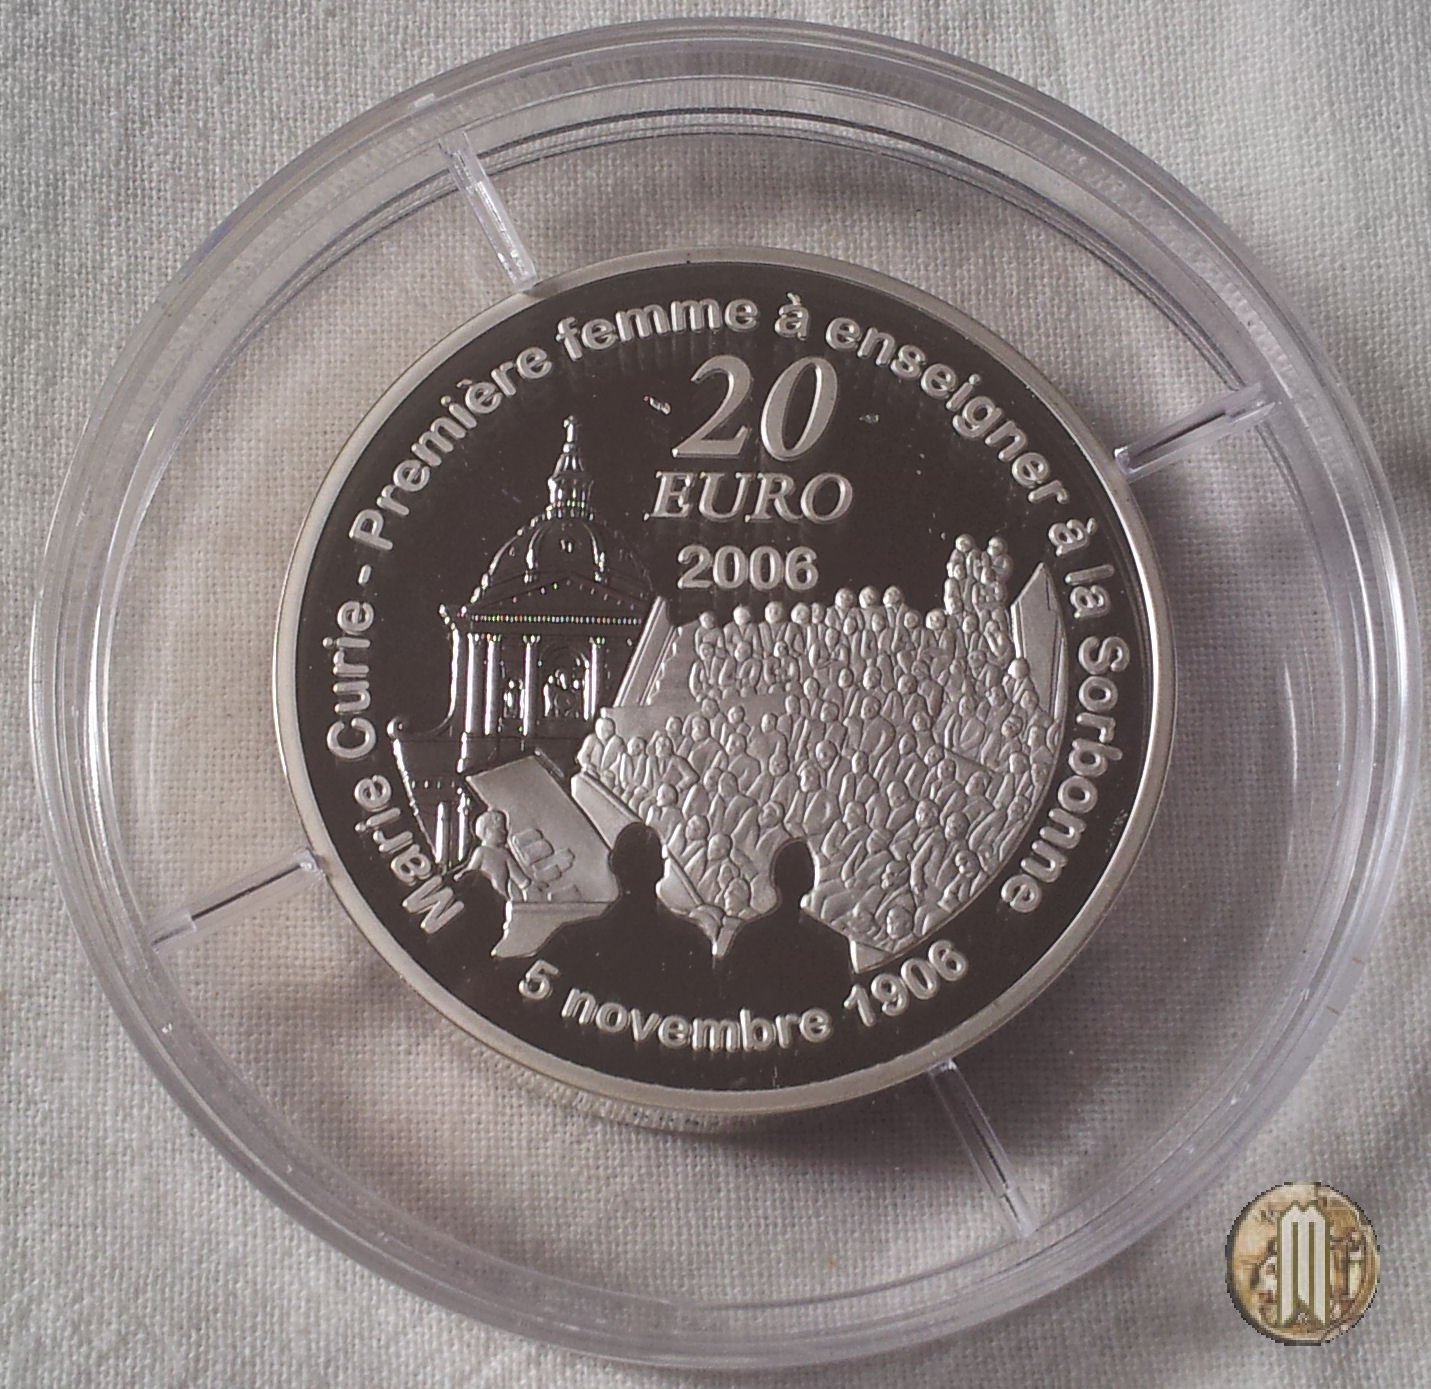 Marie Curie - Première femme à enseigner à la Sorbonne
20
EURO
2006
5 novembre 1906